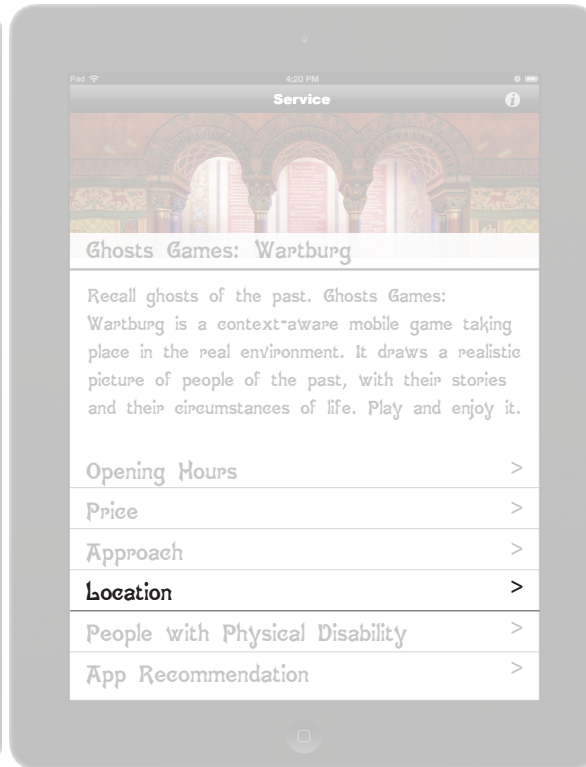 Pad 4:20 PM
Service
Ghosts Games: Wartburg
Recall ghosts of the past. Ghosts Games:
Wartburg is a context-aware mobile game taking
place in the real environment. It draws a realistic
picture of people of the past, with their stories
and their circumstances of life. Play and enjoy it.
Opening Hours >
Price >
Approach >
Location >
People with Physical Disability >
App Recommendation >